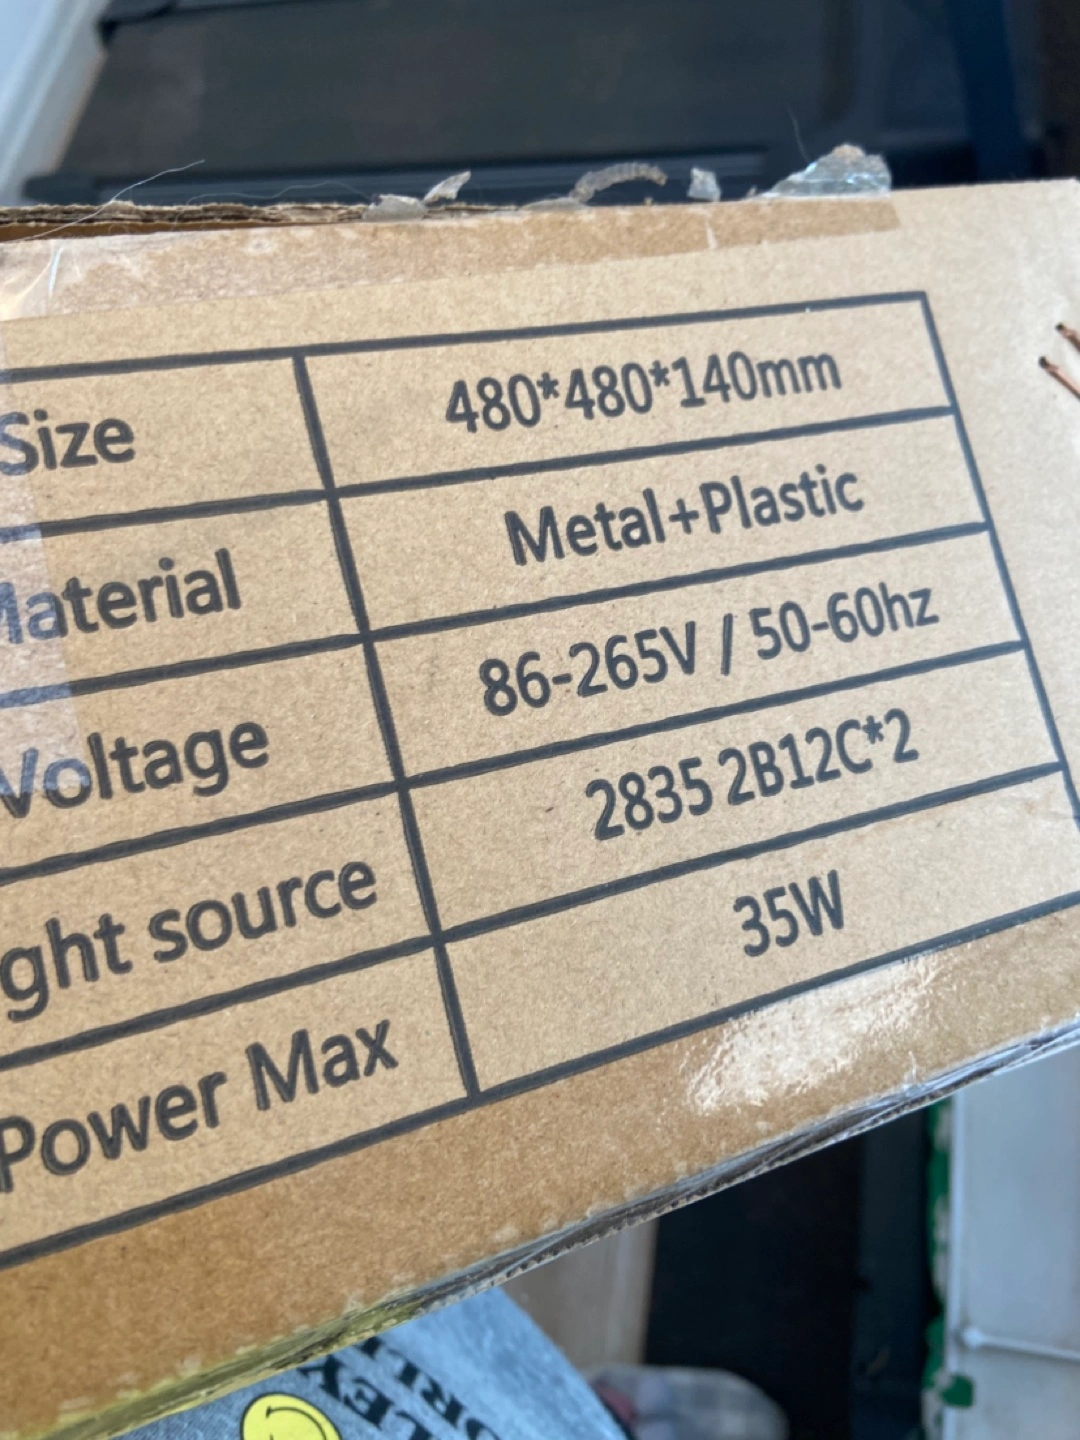 Size 480*480*140mm
Material Metal+Plastic
Voltage 86-265V / 50-60hz
ght source 2835 2B12C*2
Power Max 35W